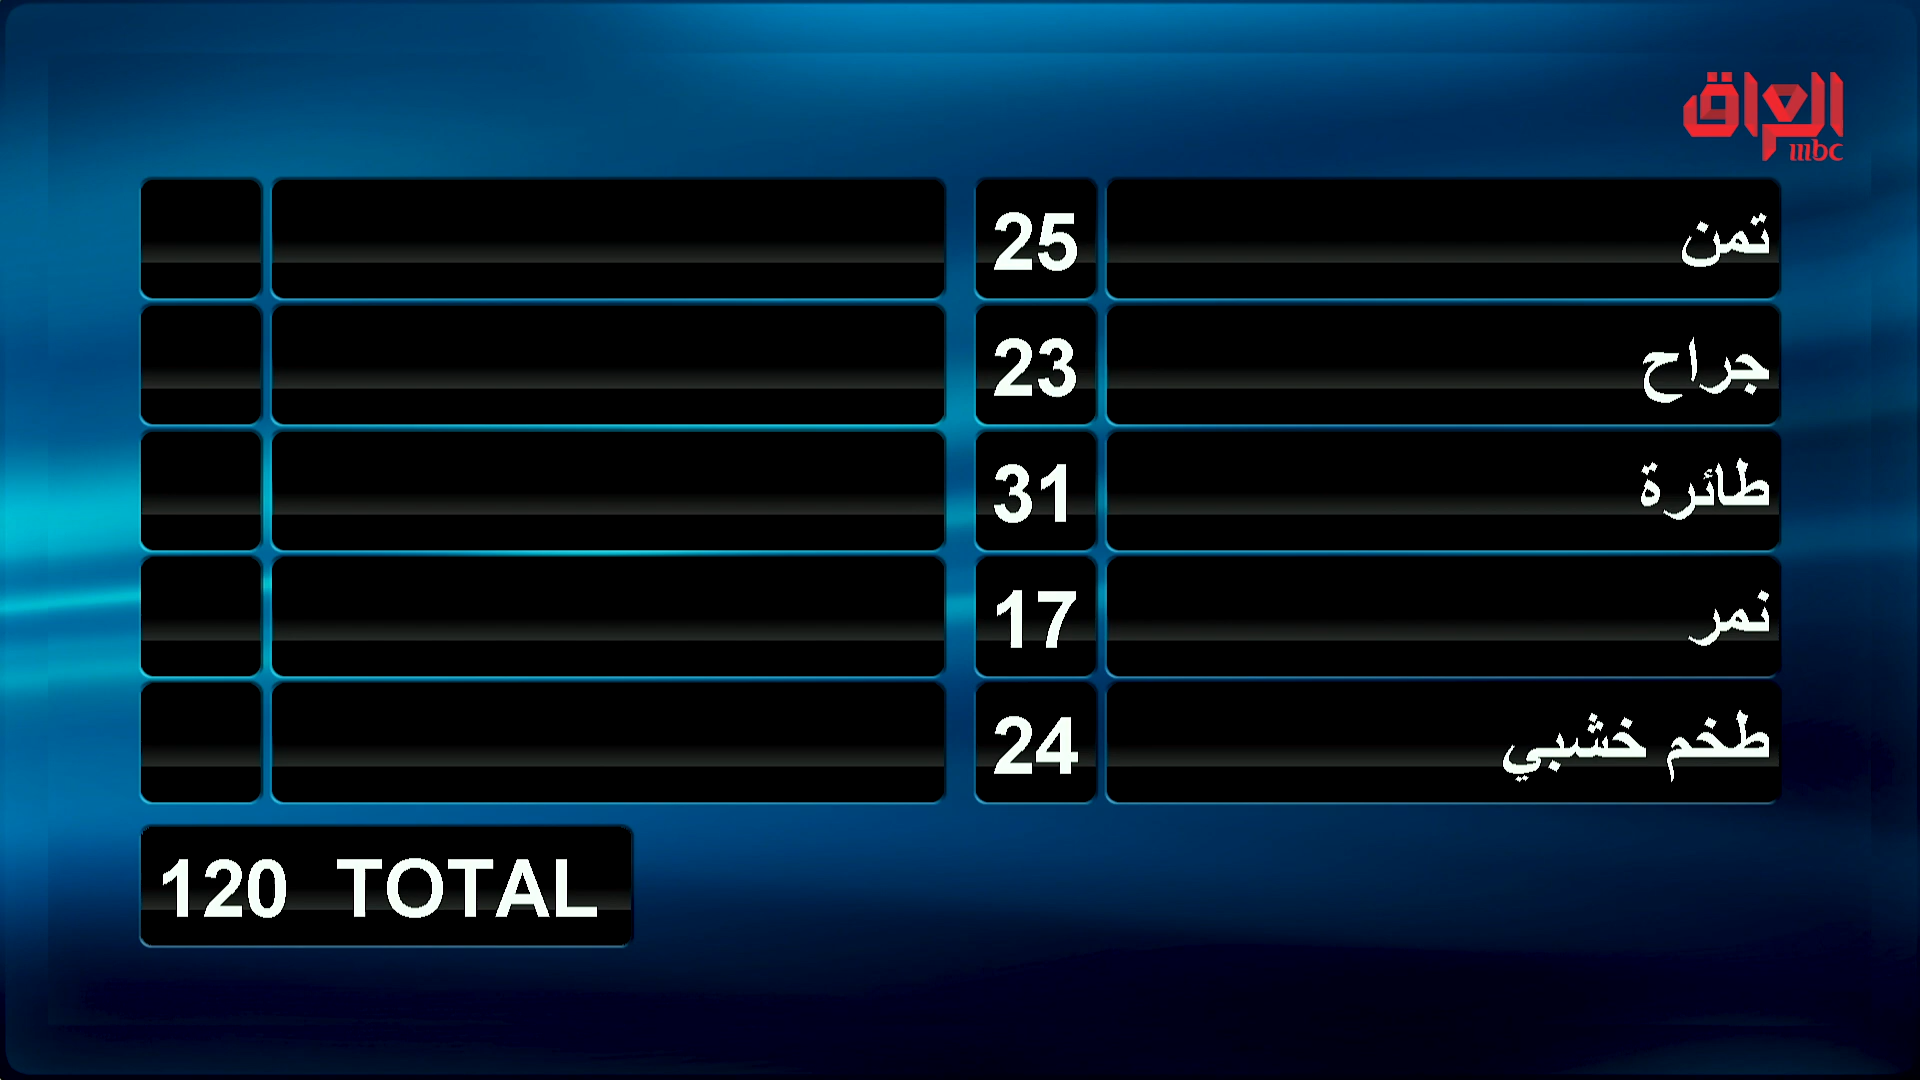 العراق
mbc
تمن 25
جراح 23
طائرة 31
نمر 17
طخم خشبي 24
120 TOTAL